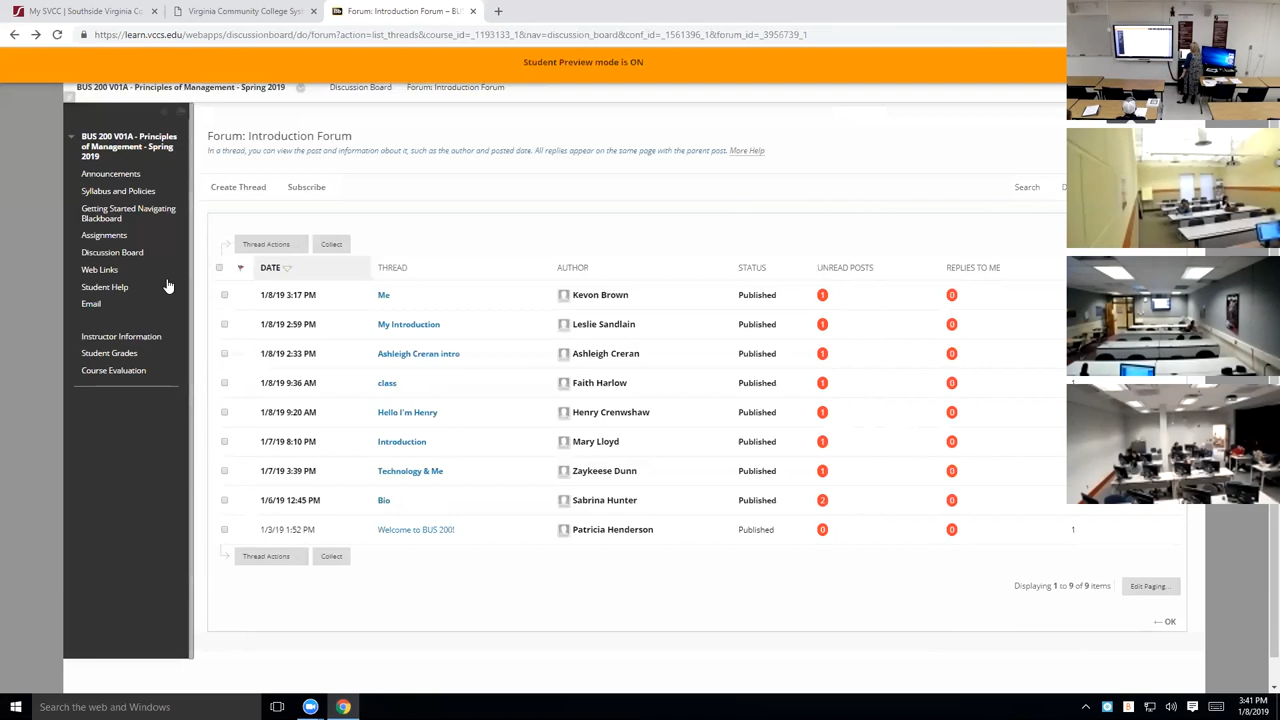 My SVCC | Southside Virginia Co
Virginia Community College Syste
Forum: Introduction Forum – BUS
https://learn.vccs.edu/webapps/discussionboard/do/forum?action=list_threads
Student Preview mode is ON
BUS 200 V01A - Principles of Management - Spring 2019
Discussion Board
Forum: Introduction Forum
BUS 200 V01A - Principles
of Management - Spring
2019
Announcements
Syllabus and Policies
Getting Started Navigating
Blackboard
Assignments
Discussion Board
Web Links
Student Help
Email
Instructor Information
Student Grades
Course Evaluation
Forum: Introduction Forum
In a thread, you can view the post and information about it, such as the author and posted date. All replies appear on the same page with the parent post. More Help
Create Thread Subscribe Search
Thread Actions Collect
DATE THREAD AUTHOR STATUS UNREAD POSTS REPLIES TO ME
1/8/19 3:17 PM Me Kevon Brown Published 1 0
1/8/19 2:59 PM My Introduction Leslie Sandlain Published 1 0
1/8/19 2:33 PM Ashleigh Creran intro Ashleigh Creran Published 1 0
1/8/19 9:36 AM class Faith Harlow Published 1 0
1/8/19 9:20 AM Hello I'm Henry Henry Crenwshaw Published 1 0
1/7/19 8:10 PM Introduction Mary Lloyd Published 1 0
1/7/19 3:39 PM Technology & Me Zaykeese Dunn Published 1 0
1/6/19 12:45 PM Bio Sabrina Hunter Published 2 0
1/3/19 1:52 PM Welcome to BUS 200! Patricia Henderson Published 0 0 1
Thread Actions Collect
Displaying 1 to 9 of 9 items Edit Paging...
← OK
Search the web and Windows
3:41 PM
1/8/2019